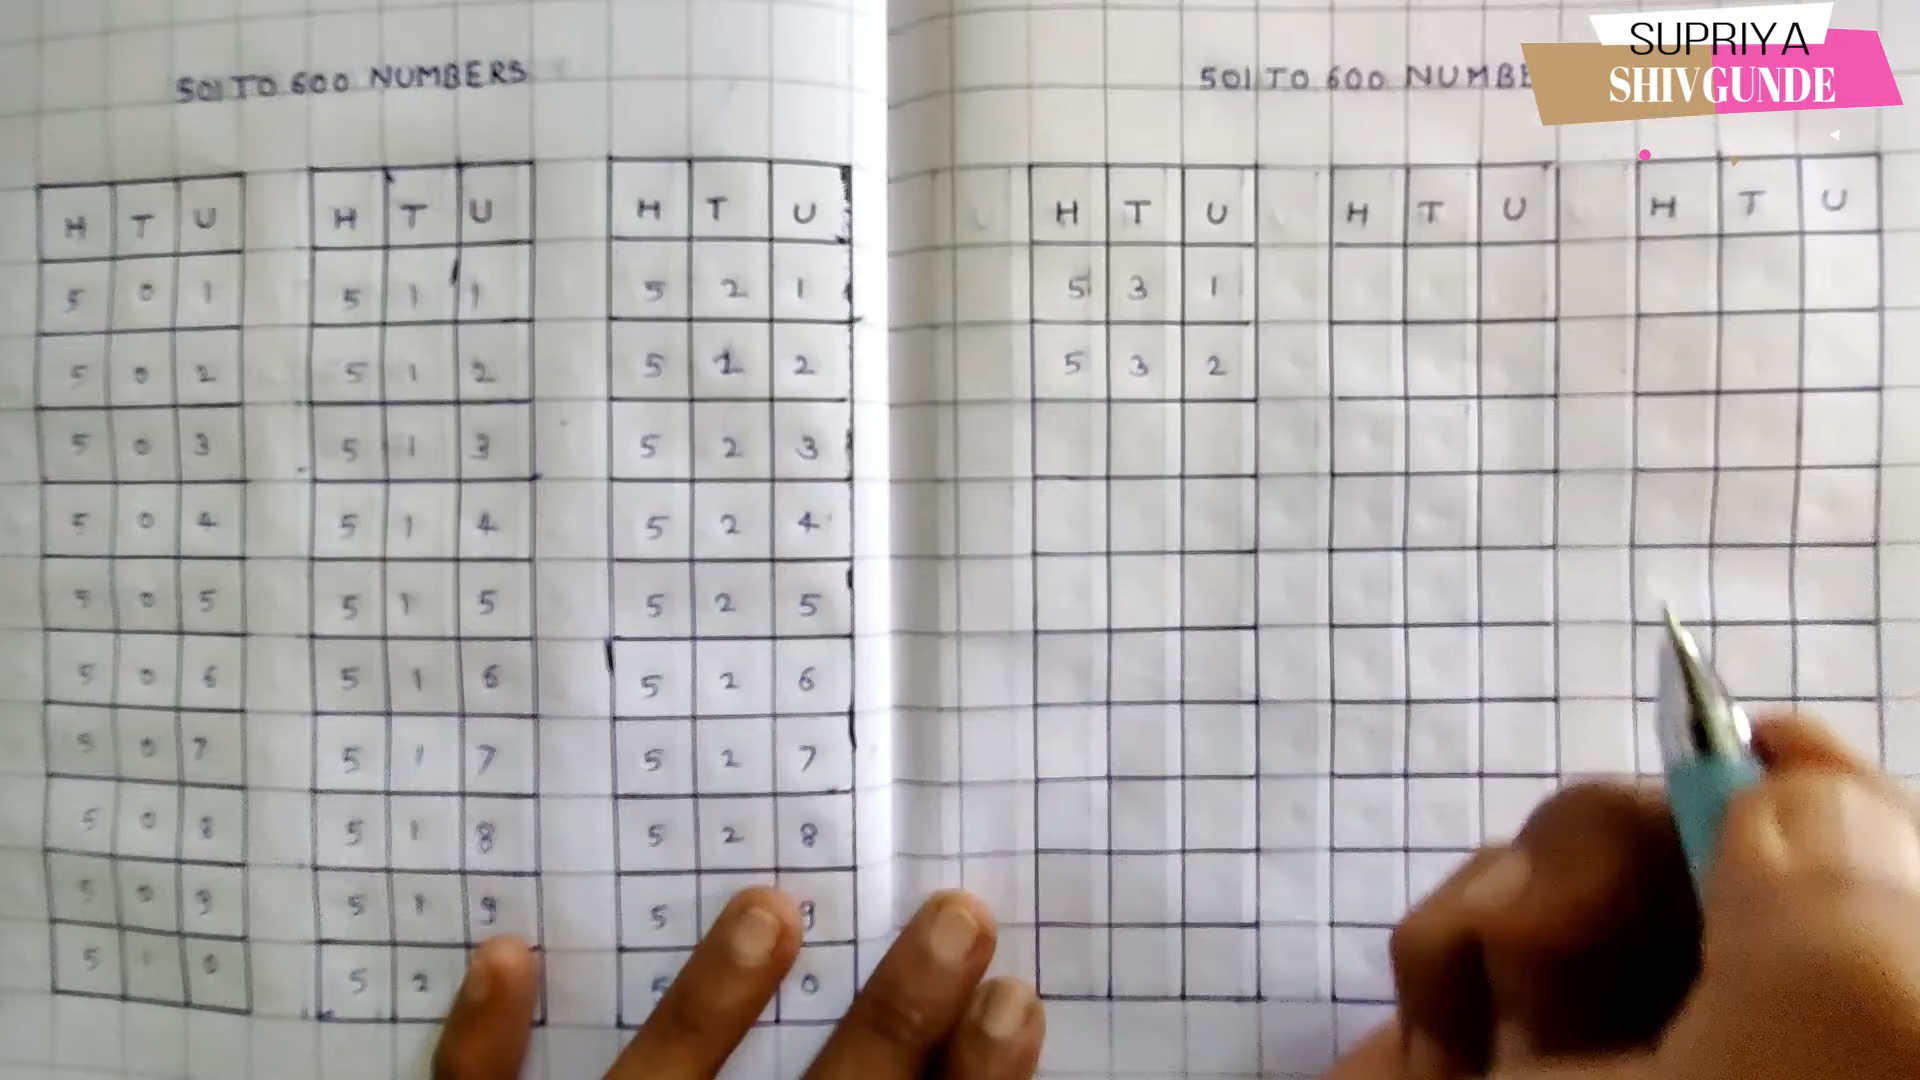 501 TO 600 NUMBERS
H T U
5 0 1
5 0 2
5 0 3
5 0 4
5 0 5
5 0 6
5 0 7
5 0 8
5 0 9
5 1 0
H T U
5 1 1
5 1 2
5 1 3
5 1 4
5 1 5
5 1 6
5 1 7
5 1 8
5 1 9
5 2
H T U
5 2 1
5 2 2
5 2 3
5 2 4
5 2 5
5 2 6
5 2 7
5 2 8
5 9
5 0
501 TO 600 NUMBE
H T U
5 3 1
5 3 2
H T U
H T U
SUPRIYA
SHIVGUNDE